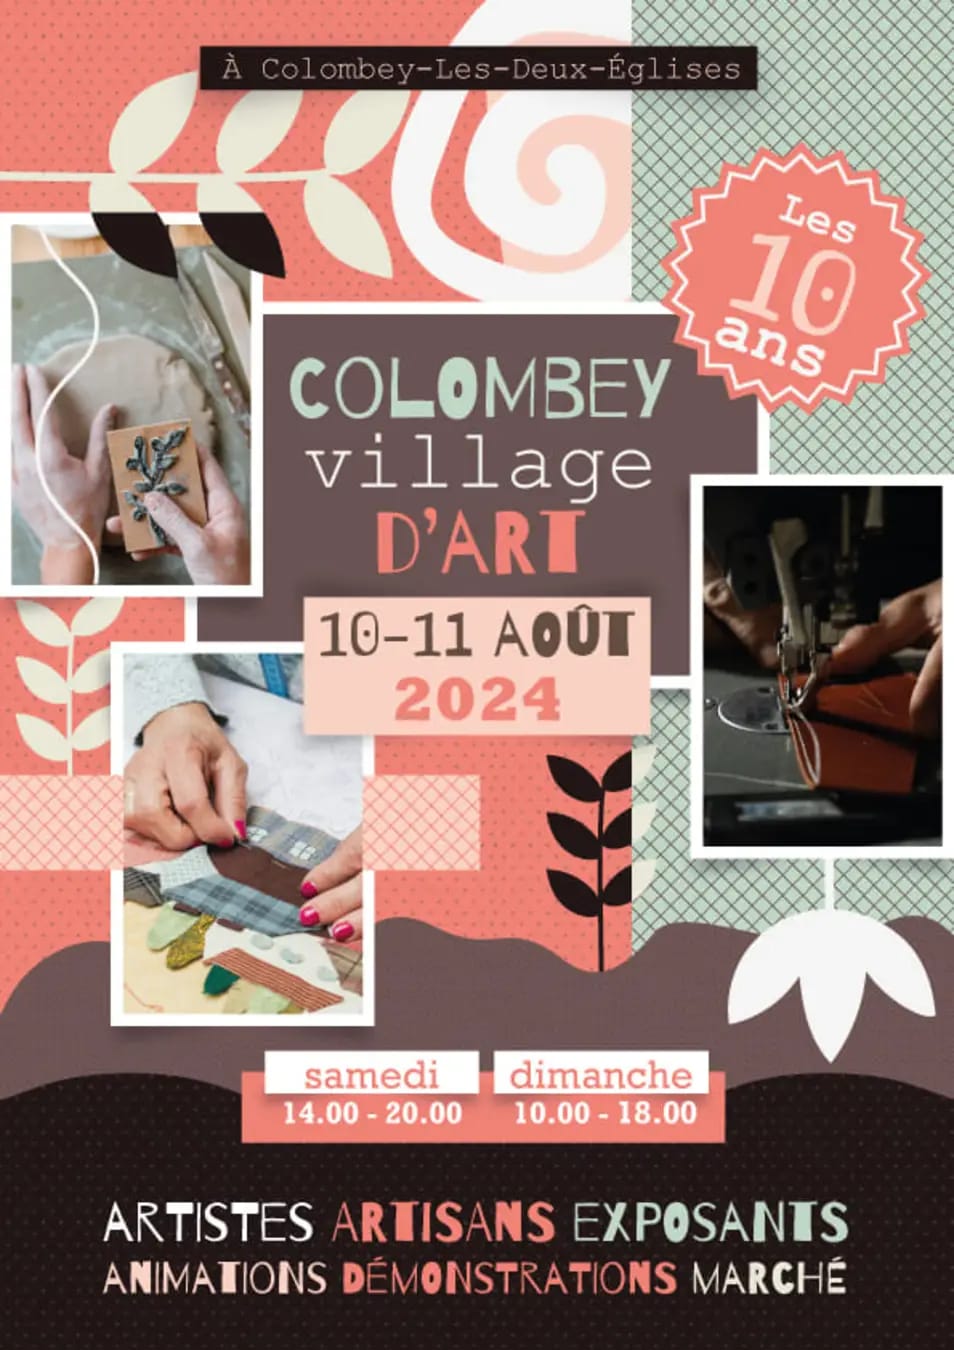 À Colombey-Les-Deux-Églises
Les
10
ans
COLOMBEY
village
D'ART
10-11 AOÛT
2024
samedi
14.00 - 20.00
dimanche
10.00 - 18.00
ARTISTES ARTISANS EXPOSANTS
ANIMATIONS DÉMONSTRATIONS MARCHÉ